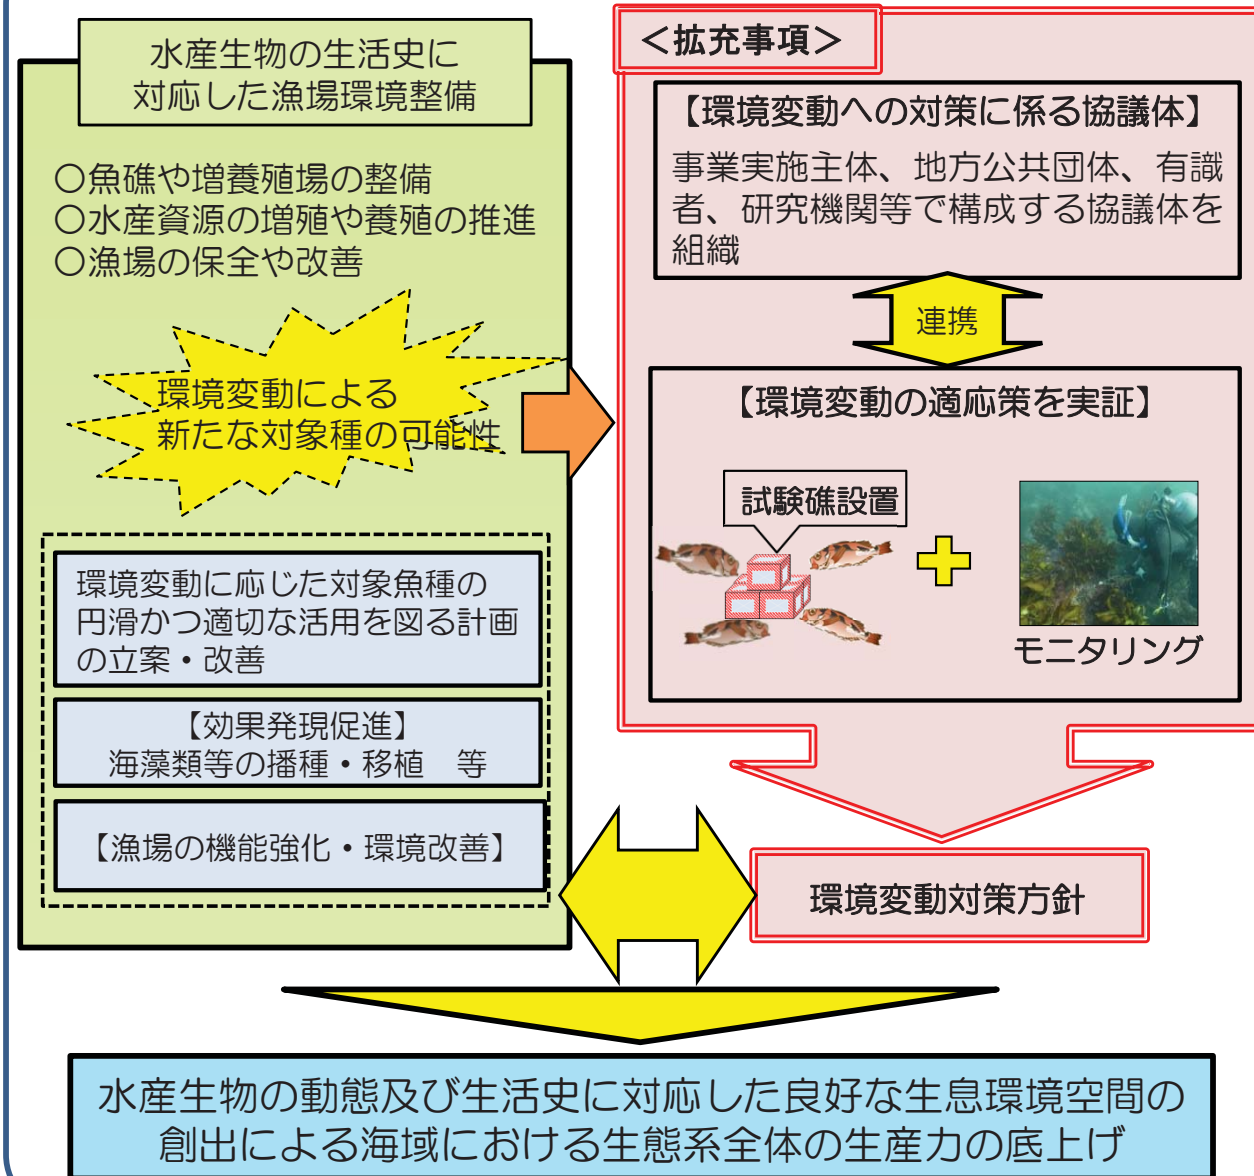 水産生物の生活史に
対応した漁場環境整備
○魚礁や増養殖場の整備
○水産資源の増殖や養殖の推進
○漁場の保全や改善
環境変動による
新たな対象種の可能性
環境変動に応じた対象魚種の
円滑かつ適切な活用を図る計画
の立案・改善
【効果発現促進】
海藻類等の播種・移植　等
【漁場の機能強化・環境改善】
＜拡充事項＞
【環境変動への対策に係る協議体】
事業実施主体、地方公共団体、有識
者、研究機関等で構成する協議体を
組織
連携
【環境変動の適応策を実証】
試験礁設置
モニタリング
環境変動対策方針
水産生物の動態及び生活史に対応した良好な生息環境空間の
創出による海域における生態系全体の生産力の底上げ